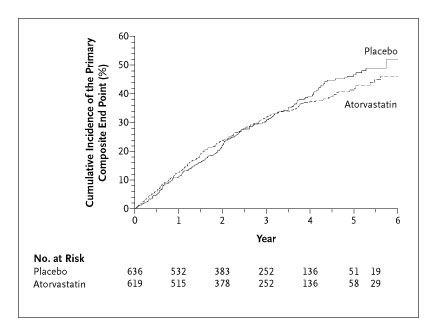 Cumulative Incidence of the Primary
Composite End Point (%)
60
50
40
30
20
10
0
Placebo
Atorvastatin
0 1 2 3 4 5 6
Year
No. at Risk
Placebo 636 532 383 252 136 51 19
Atorvastatin 619 515 378 252 136 58 29